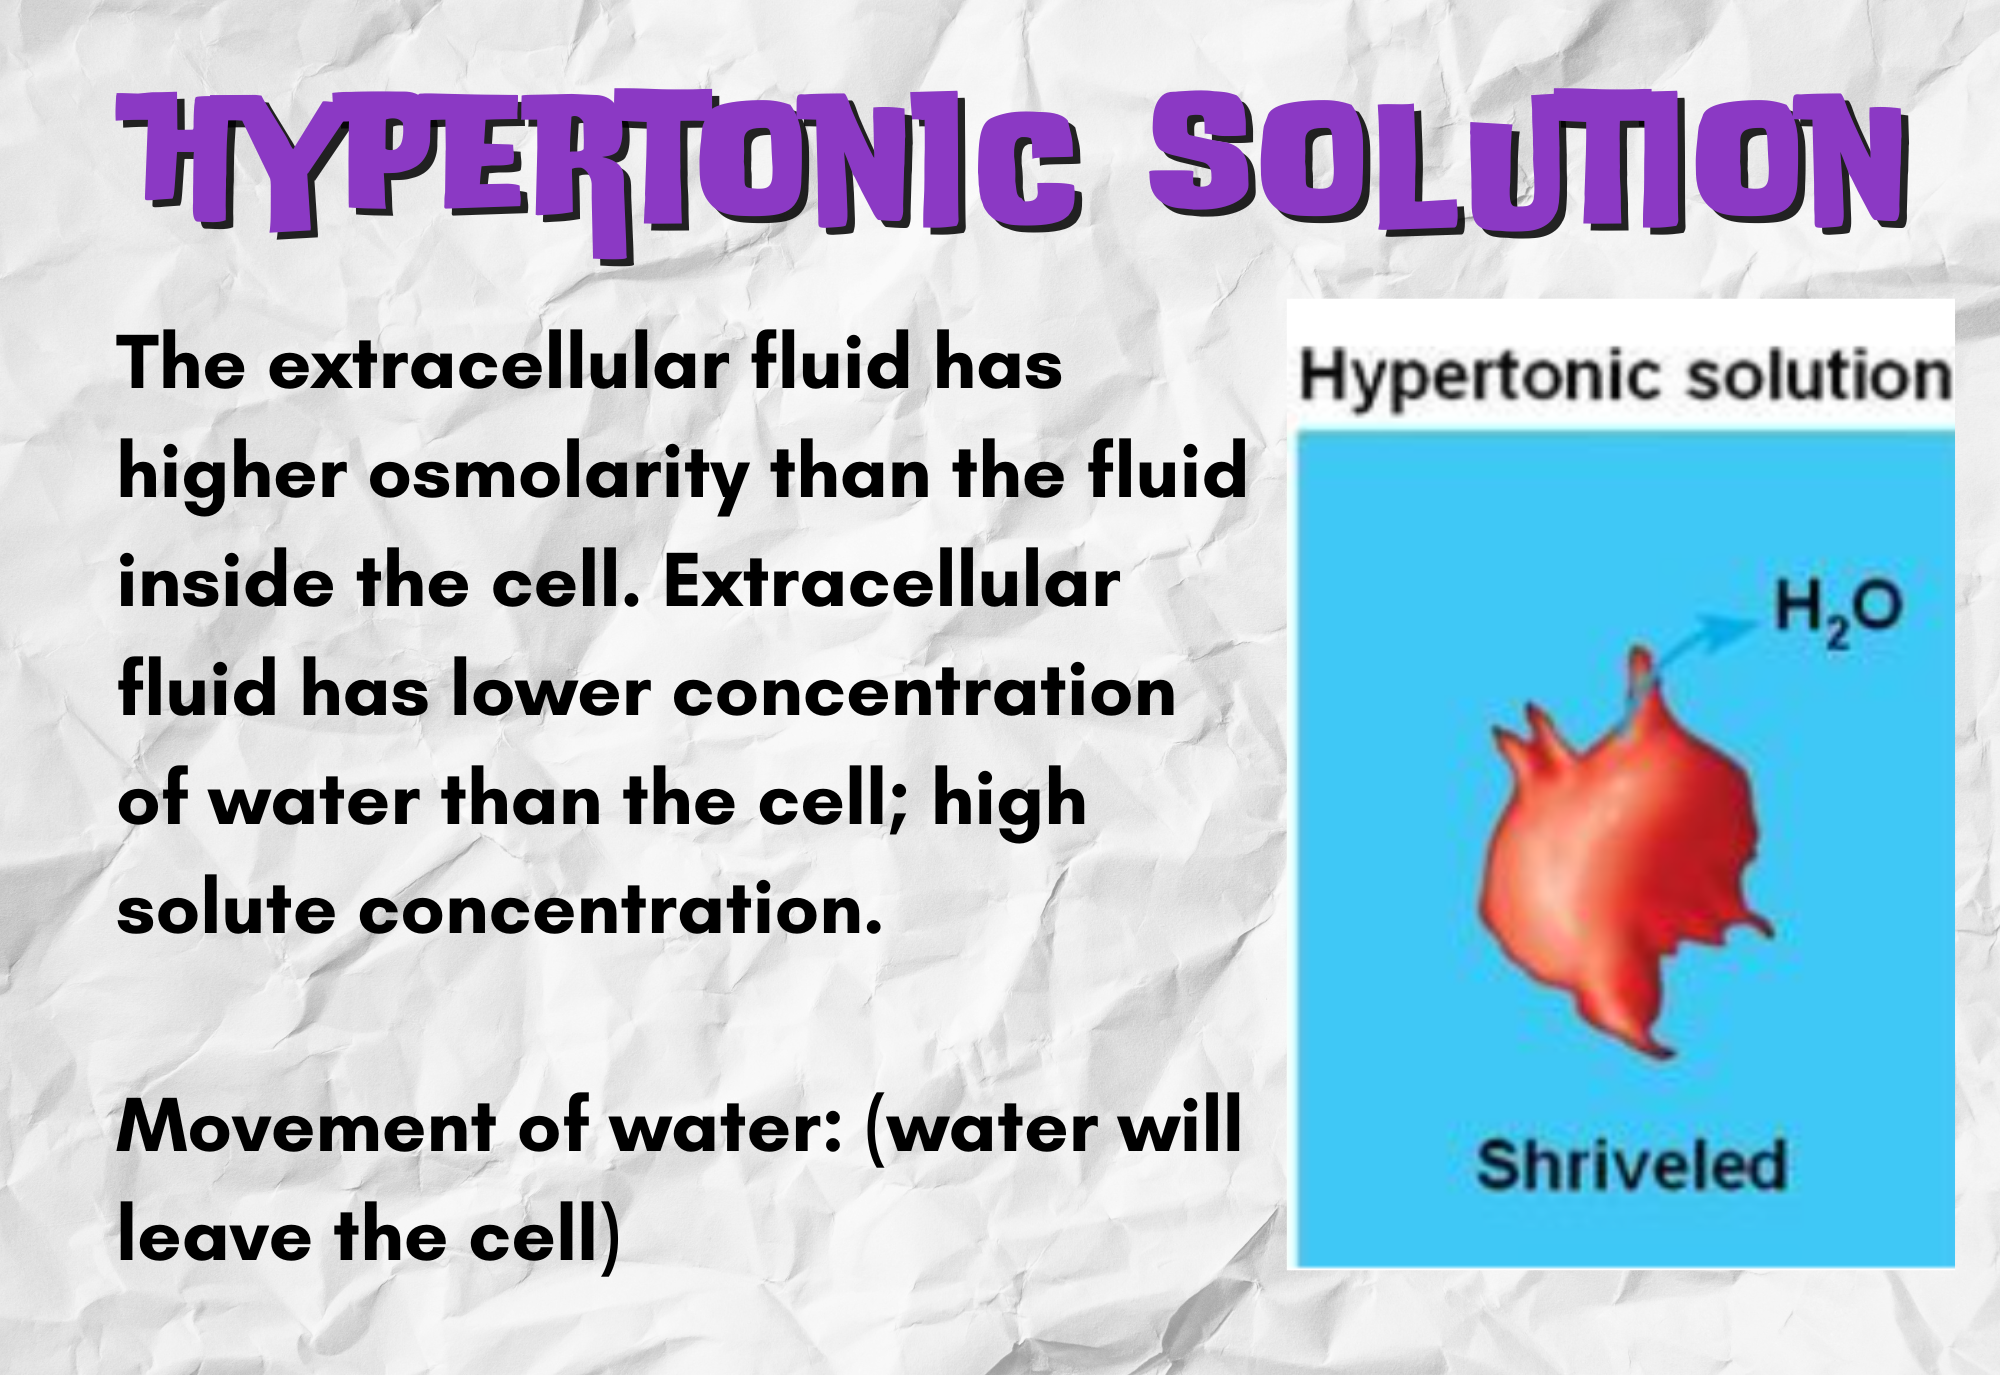 HYPERTONIC SOLUTION
The extracellular fluid has
higher osmolarity than the fluid
inside the cell. Extracellular
fluid has lower concentration
of water than the cell; high
solute concentration.
Movement of water: (water will
leave the cell)
Hypertonic solution
H₂O
Shriveled